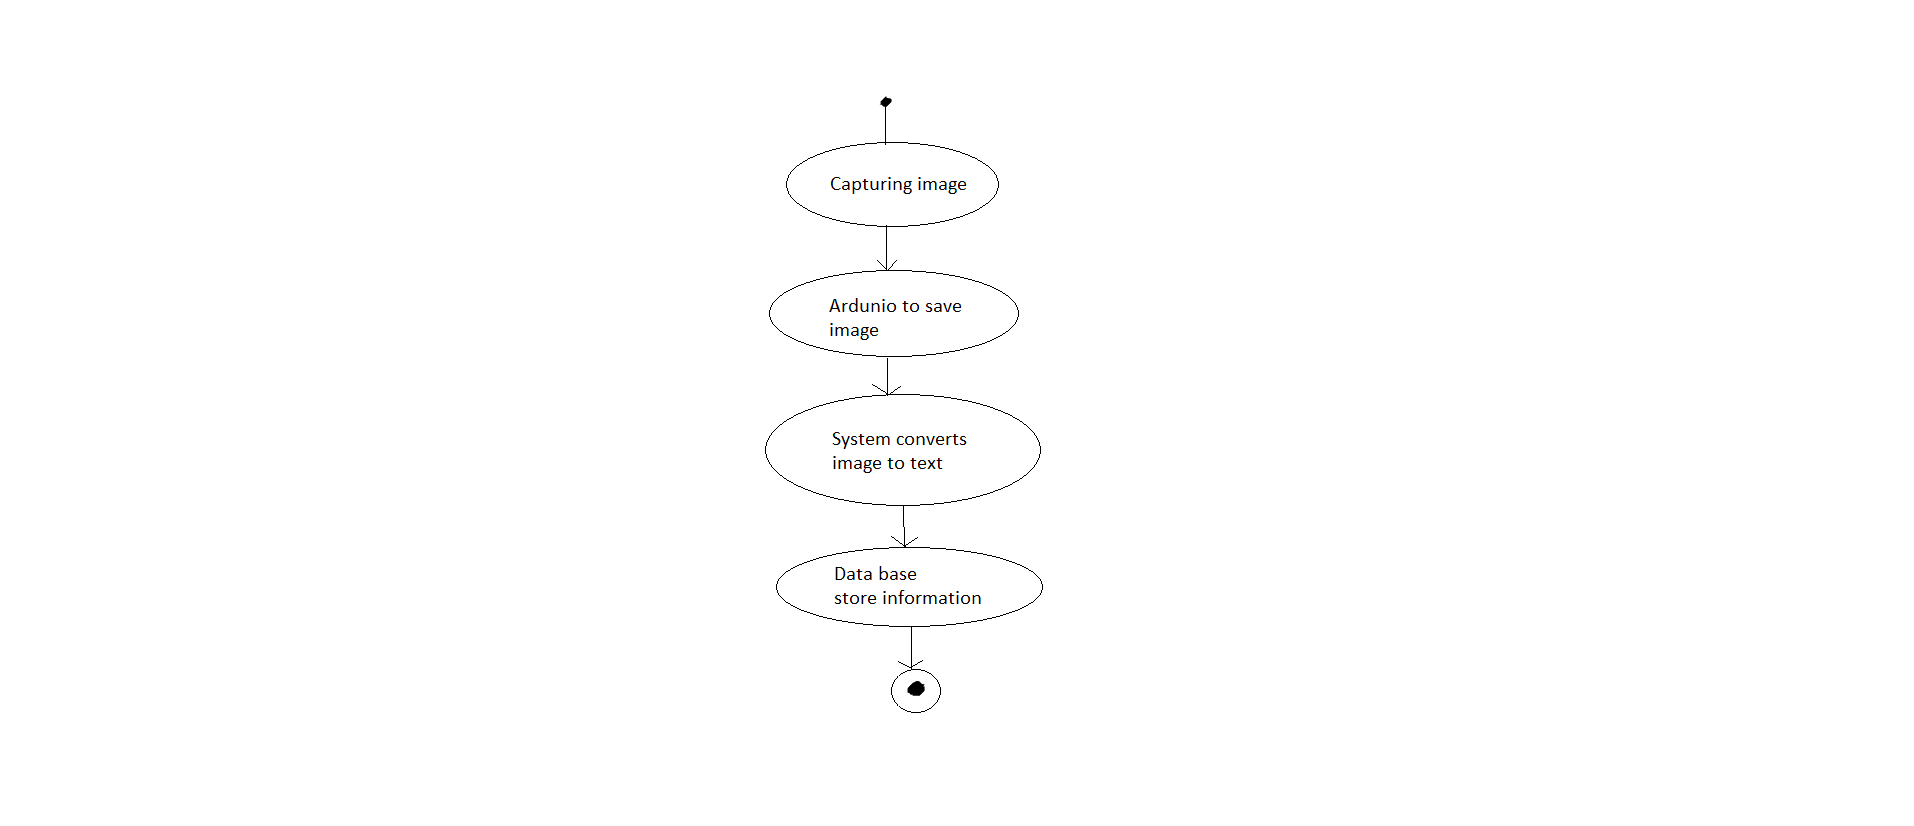 Capturing image
Ardunio to save
image
System converts
image to text
Data base
store information